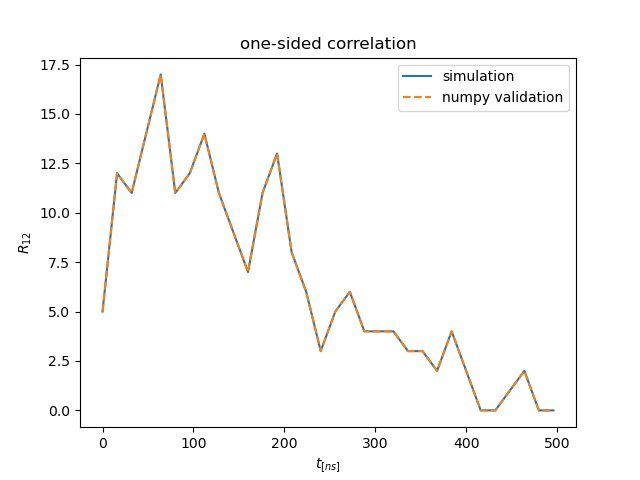 one-sided correlation
simulation
numpy validation
17.5
15.0
12.5
10.0
7.5
5.0
2.5
0.0
R₁₂
0 100 200 300 400 500
t[ns]